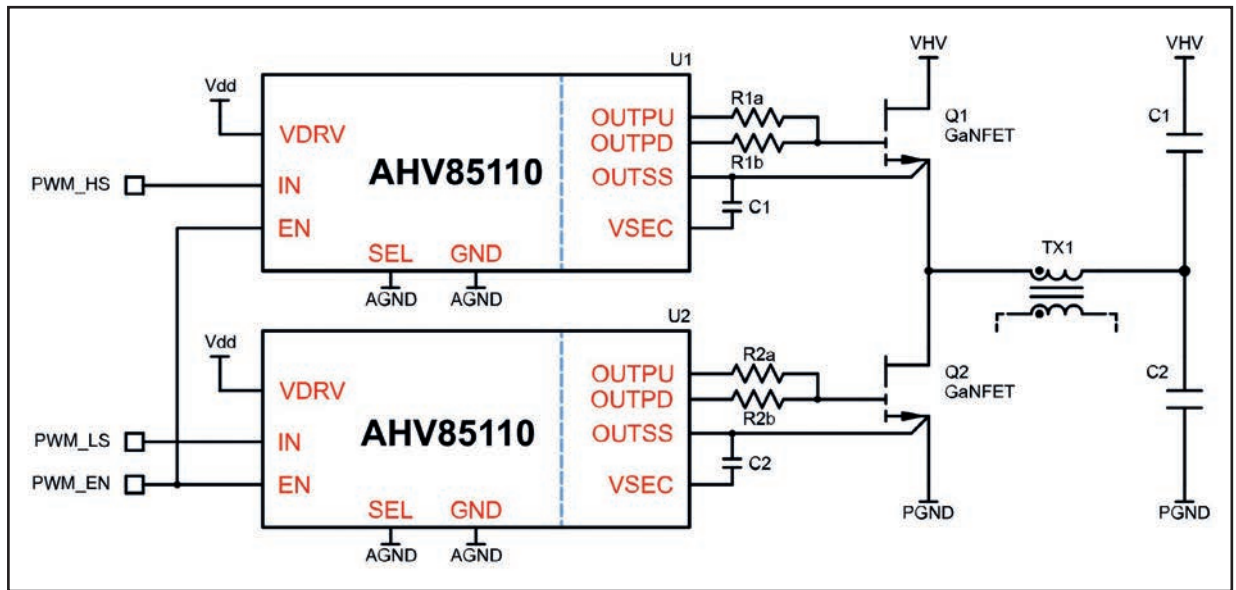 U1
VHV
VHV
Vdd
VDRV
PWM_HS
IN
EN
AHV85110
SEL
GND
AGND
AGND
OUTPU
OUTPD
OUTSS
VSEC
R1a
R1b
C1
Q1
GaNFET
C1
TX1
U2
Vdd
VDRV
PWM_LS
IN
PWM_EN
EN
AHV85110
SEL
GND
AGND
AGND
OUTPU
OUTPD
OUTSS
VSEC
R2a
R2b
C2
Q2
GaNFET
C2
PGND
PGND